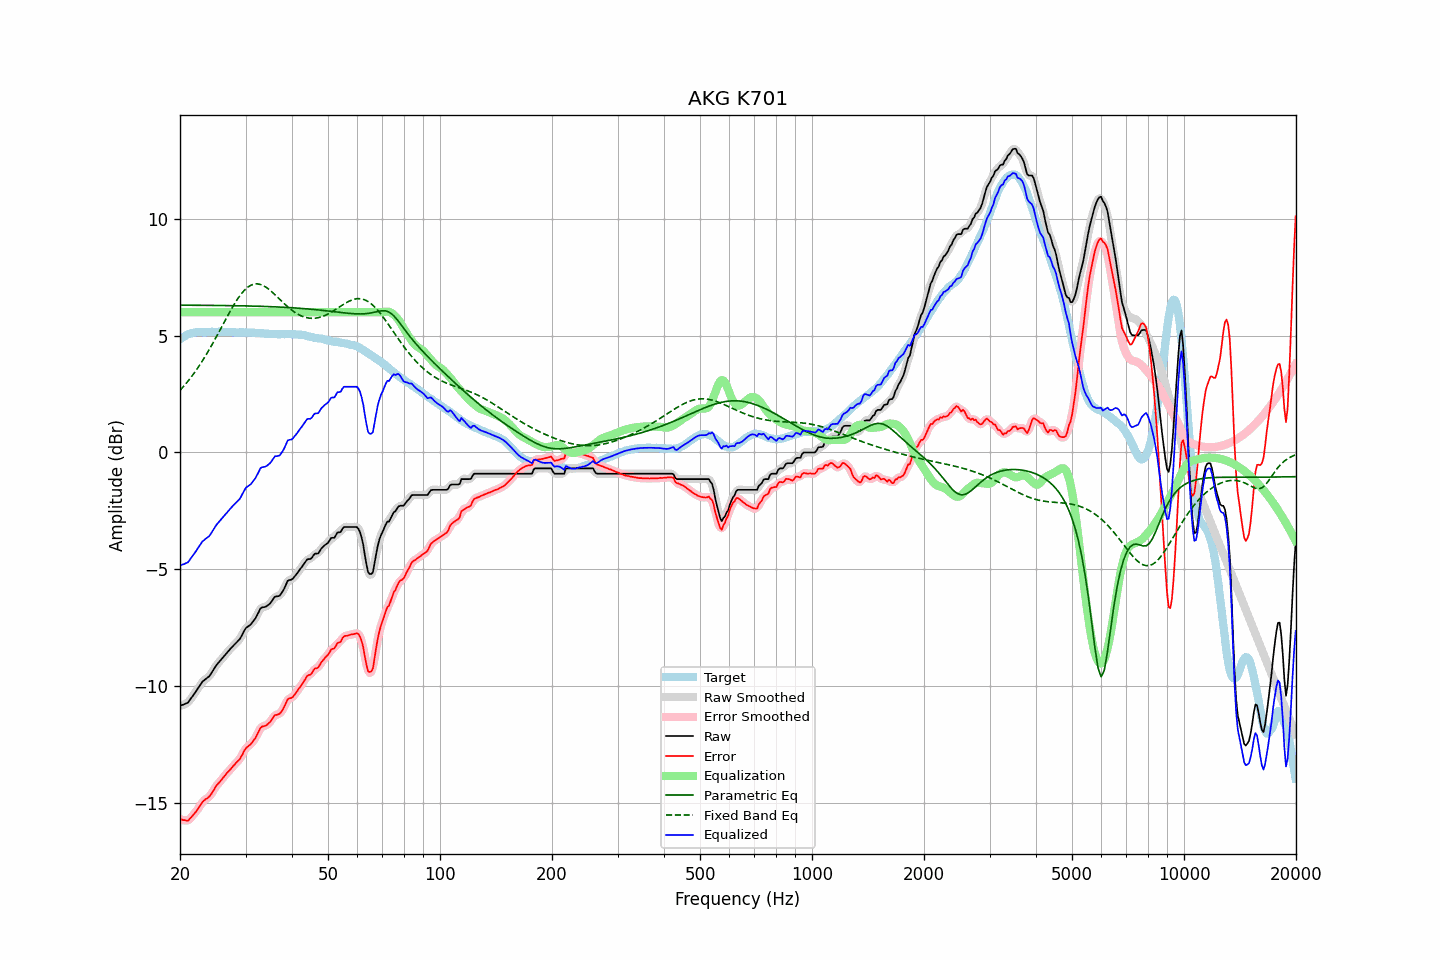 AKG K701
Amplitude (dBr)
10
5
0
−5
−10
−15
Target
Raw Smoothed
Error Smoothed
Raw
Error
Equalization
Parametric Eq
Fixed Band Eq
Equalized
20 50 100 200 500 1000 2000 5000 10000 20000
Frequency (Hz)